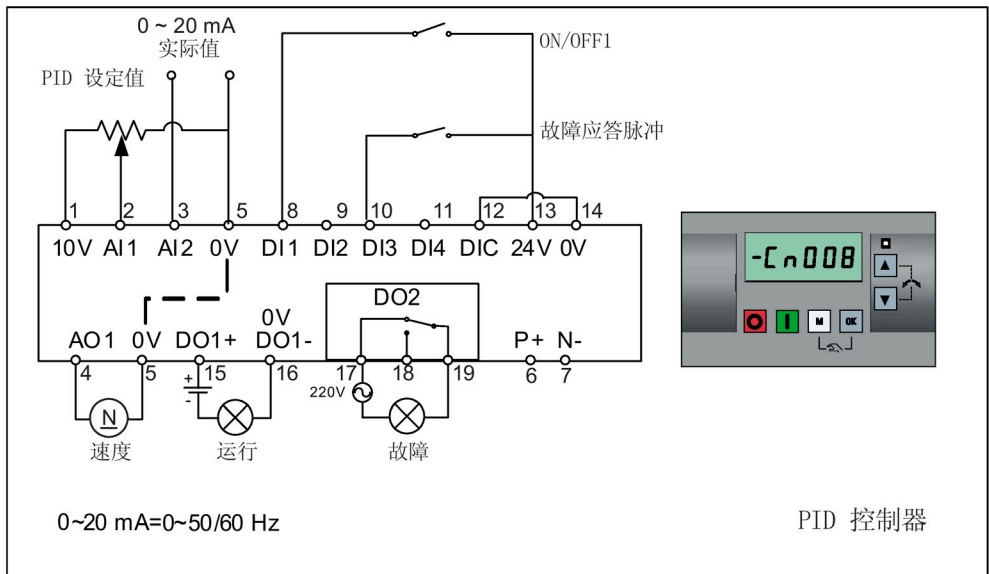 0 ~ 20 mA
实际值
PID 设定值
ON/OFF1
故障应答脉冲
1 2 3 5 8 9 10 11 12 13 14
10V AI1 AI2 0V DI1 DI2 DI3 DI4 DIC 24V 0V
-Cn008
DO2
0V
AO1 0V DO1+ DO1- P+ N-
M OK
4 5 15 16 17 18 19 6 7
+
-
220V
N
速度 运行 故障
0~20 mA=0~50/60 Hz
PID 控制器